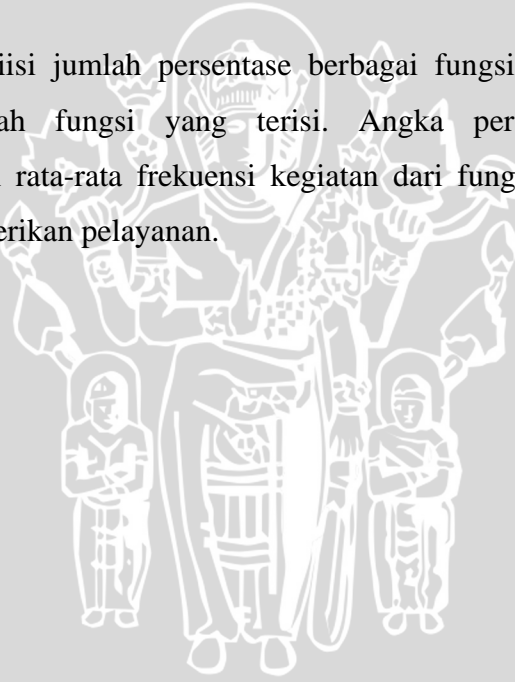 iisi jumlah persentase berbagai fungsi
ah fungsi yang terisi. Angka per
rata-rata frekuensi kegiatan dari fung
erikan pelayanan.